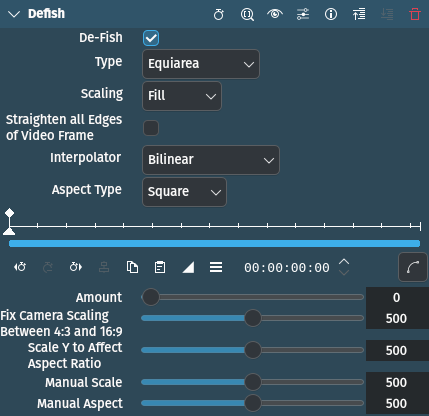 Defish
De-Fish
Type
Equiarea
Scaling
Fill
Straighten all Edges
of Video Frame
Interpolator
Bilinear
Aspect Type
Square
00:00:00:00
Amount
0
Fix Camera Scaling
Between 4:3 and 16:9
500
Scale Y to Affect
Aspect Ratio
500
Manual Scale
500
Manual Aspect
500